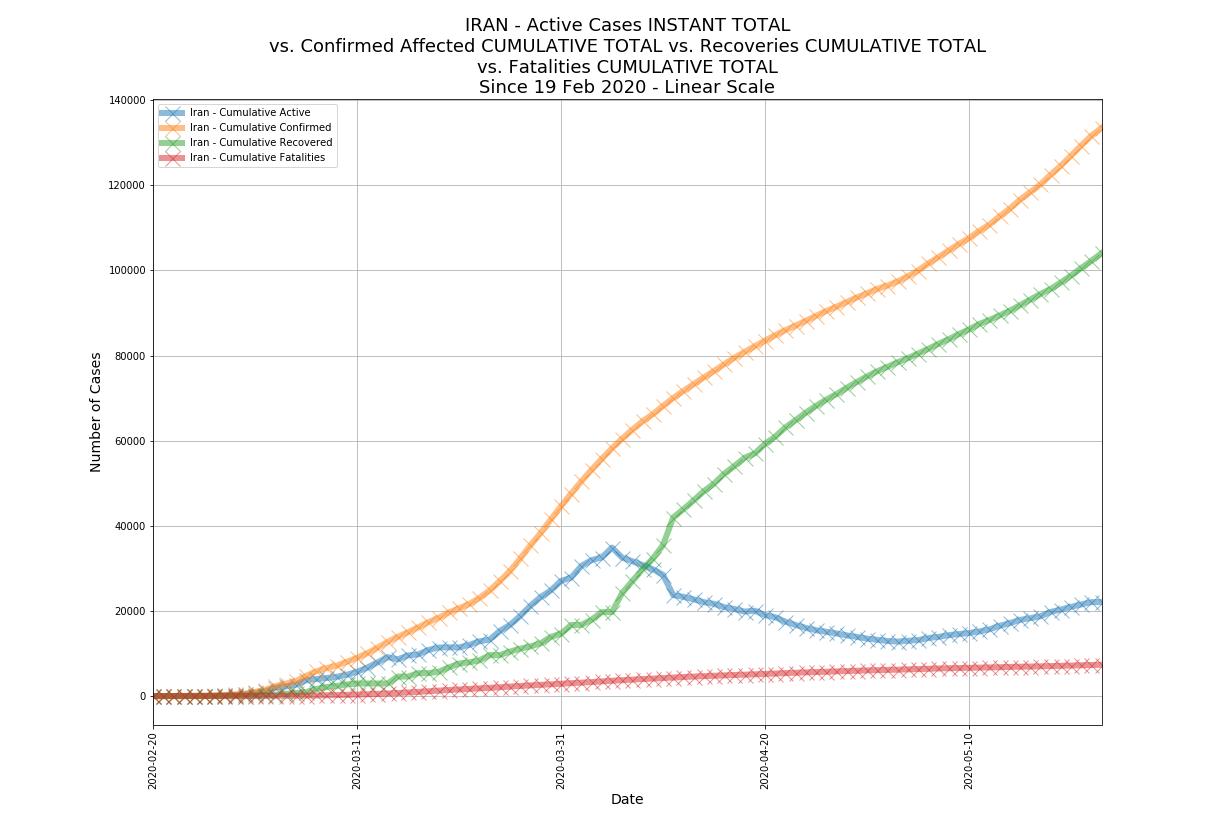 IRAN - Active Cases INSTANT TOTAL
vs. Confirmed Affected CUMULATIVE TOTAL vs. Recoveries CUMULATIVE TOTAL
vs. Fatalities CUMULATIVE TOTAL
Since 19 Feb 2020 - Linear Scale
Iran - Cumulative Active
Iran - Cumulative Confirmed
Iran - Cumulative Recovered
Iran - Cumulative Fatalities
Number of Cases
140000
120000
100000
80000
60000
40000
20000
0
2020-02-20
2020-03-11
2020-03-31
2020-04-20
2020-05-10
Date